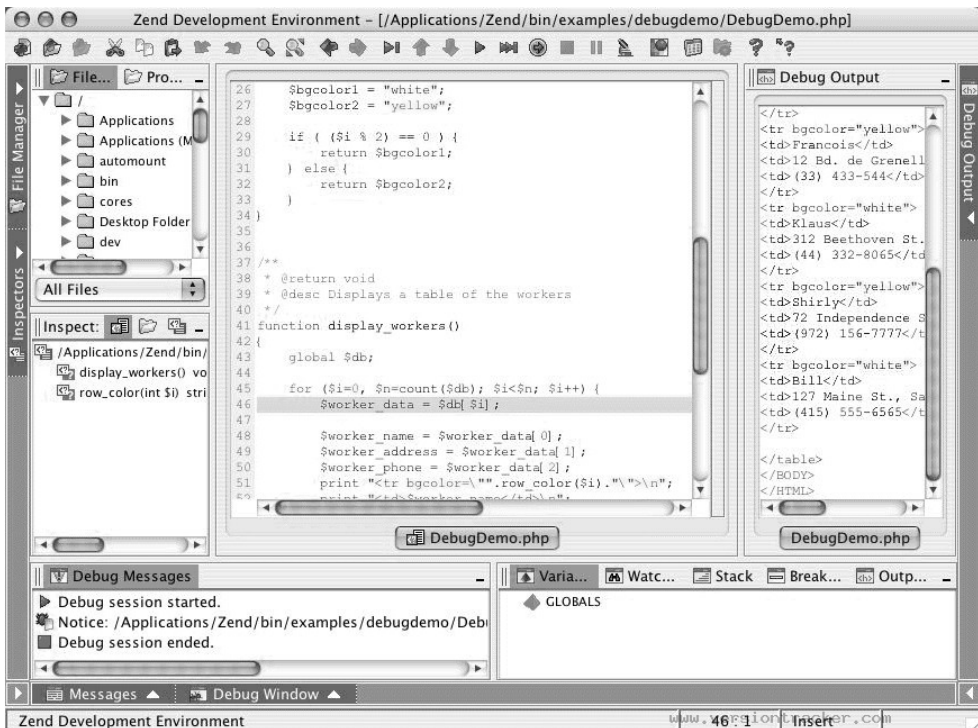 Zend Development Environment – [/Applications/Zend/bin/examples/debugdemo/DebugDemo.php]
File Manager
Inspectors
File...
Pro...
/
Applications
Applications (M
automount
bin
cores
Desktop Folder
dev
All Files
Inspect:
/Applications/Zend/bin/
display_workers() vo
row_color(int $i) stri
26 $bgcolor1 = "white";
27 $bgcolor2 = "yellow";
28
29 if ( ($i % 2) == 0 ) {
30 return $bgcolor1;
31 } else {
32 return $bgcolor2;
33 }
34 }
35
36
37 /**
38 * @return void
39 * @desc Displays a table of the workers
40 */
41 function display_workers()
42 {
43 global $db;
44
45 for ($i=0, $n=count($db); $i<$n; $i++) {
46 $worker_data = $db[$i];
47
48 $worker_name = $worker_data[0];
49 $worker_address = $worker_data[1];
50 $worker_phone = $worker_data[2];
51 print "<tr bgcolor=\"".row_color($i)."\">\n";
52 print "<td>$worker_name</td>\n";
DebugDemo.php
Debug Output
</tr>
<tr bgcolor="yellow">
<td>Francois</td>
<td>12 Bd. de Grenell
<td>(33) 433-544</td>
</tr>
<tr bgcolor="white">
<td>Klaus</td>
<td>312 Beethoven St.
<td>(44) 332-8065</td
</tr>
<tr bgcolor="yellow">
<td>Shirly</td>
<td>72 Independence S
<td>(972) 156-7777</t
</tr>
<tr bgcolor="white">
<td>Bill</td>
<td>127 Maine St., Sa
<td>(415) 555-6565</t
</tr>
</table>
</BODY>
</HTML>
DebugDemo.php
Debug Output
Debug Messages
Debug session started.
Notice: /Applications/Zend/bin/examples/debugdemo/Debu
Debug session ended.
Varia...
Watc...
Stack
Break...
Outp...
GLOBALS
Messages
Debug Window
Zend Development Environment
46 : 1
Insert
www.versiontracker.com